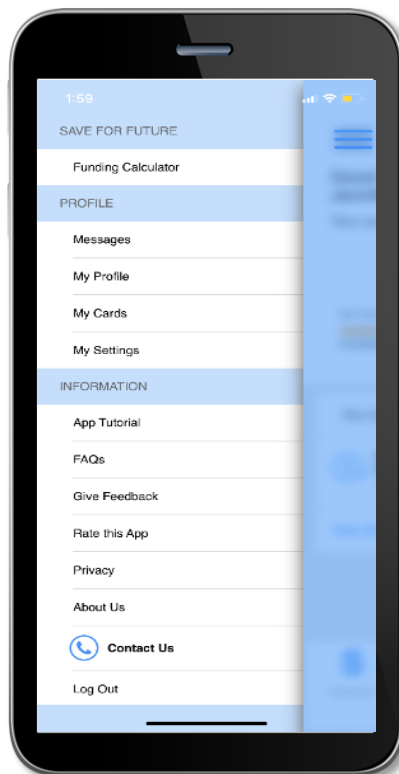 1:59
SAVE FOR FUTURE
Funding Calculator
PROFILE
Messages
My Profile
My Cards
My Settings
INFORMATION
App Tutorial
FAQs
Give Feedback
Rate this App
Privacy
About Us
Contact Us
Log Out